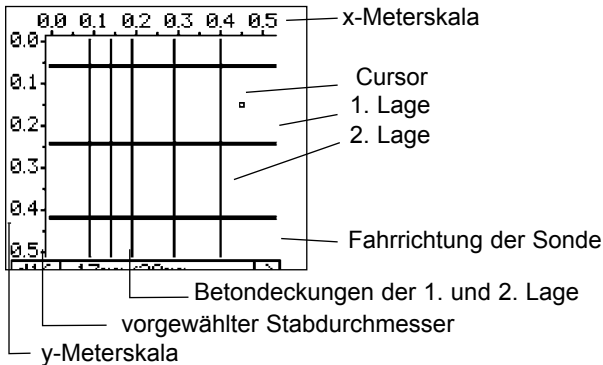 0.0 0.1 0.2 0.3 0.4 0.5
x-Meterskala
0.0
0.1
0.2
0.3
0.4
0.5
Cursor
1. Lage
2. Lage
Fahrrichtung der Sonde
Betondeckungen der 1. und 2. Lage
vorgewählter Stabdurchmesser
y-Meterskala